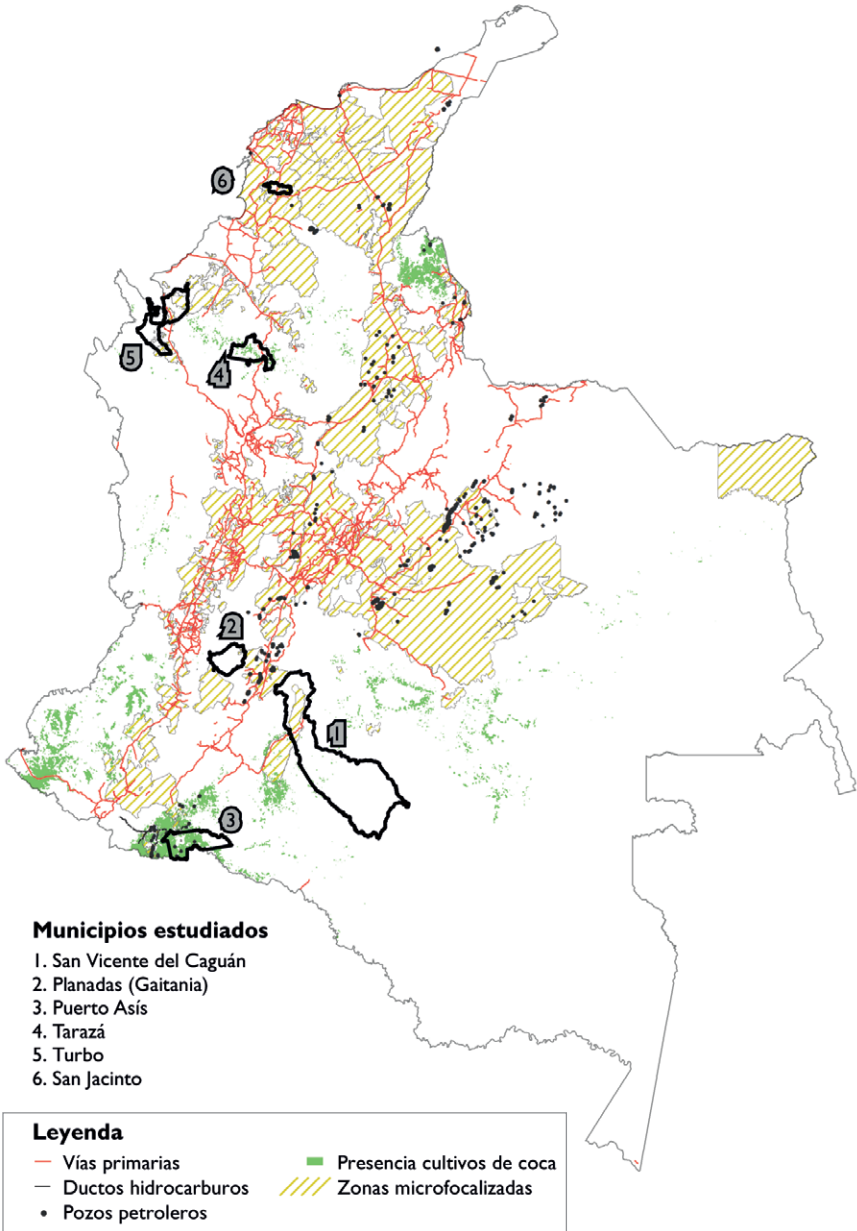 6
5
4
2
1
3
Municipios estudiados
1. San Vicente del Caguán
2. Planadas (Gaitania)
3. Puerto Asís
4. Tarazá
5. Turbo
6. San Jacinto
Leyenda
Vías primarias
Ductos hidrocarburos
Pozos petroleros
Presencia cultivos de coca
Zonas microfocalizadas